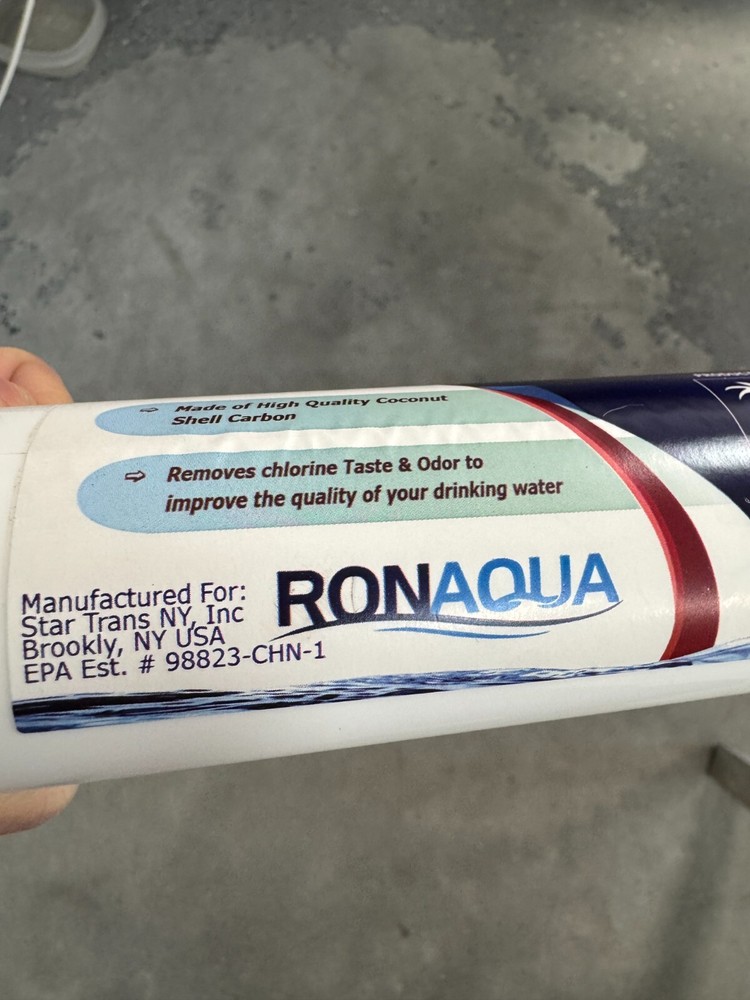 Made of High Quality Coconut
Shell Carbon
Removes chlorine Taste & Odor to
improve the quality of your drinking water
Manufactured For:
Star Trans NY, Inc
Brookly, NY USA
EPA Est. # 98823-CHN-1
RONAQUA